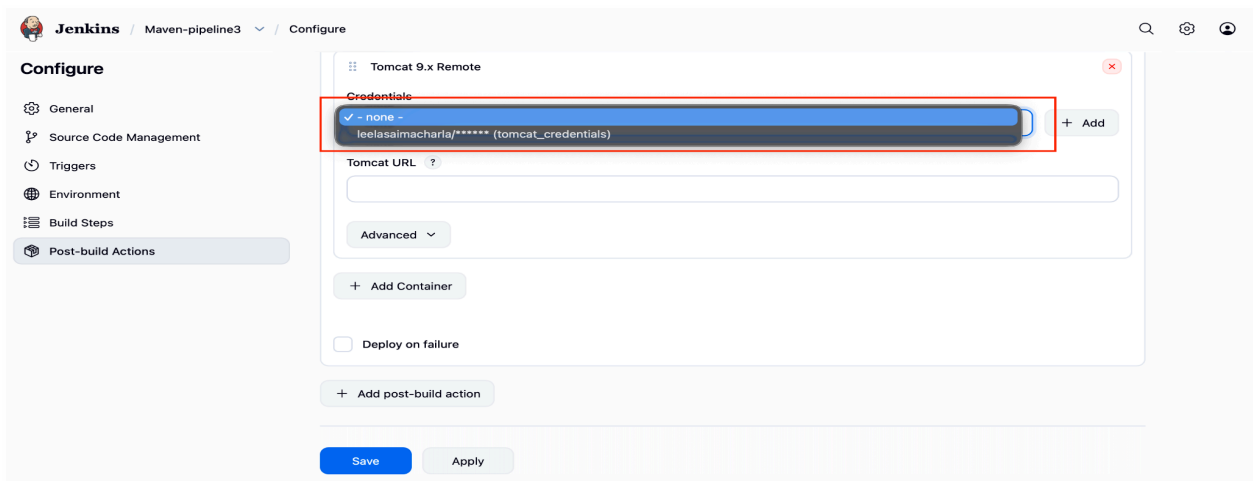 Jenkins / Maven-pipeline3 / Configure
Configure
General
Source Code Management
Triggers
Environment
Build Steps
Post-build Actions
Tomcat 9.x Remote
Credentials
✓ - none -
leelasaimacharla/****** (tomcat_credentials)
+ Add
Tomcat URL ?
Advanced
+ Add Container
Deploy on failure
+ Add post-build action
Save Apply